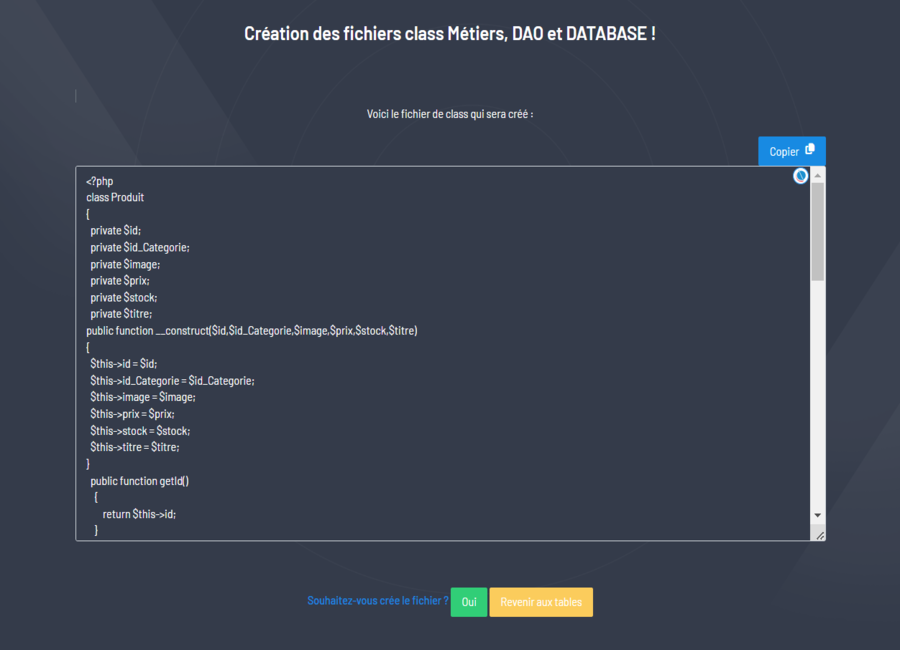 Création des fichiers class Métiers, DAO et DATABASE !
Voici le fichier de class qui sera créé :
Copier
<?php
class Produit
{
private $id;
private $id_Categorie;
private $image;
private $prix;
private $stock;
private $titre;
public function __construct($id,$id_Categorie,$image,$prix,$stock,$titre)
{
$this->id = $id;
$this->id_Categorie = $id_Categorie;
$this->image = $image;
$this->prix = $prix;
$this->stock = $stock;
$this->titre = $titre;
}
public function getId()
{
return $this->id;
}
Souhaitez-vous crée le fichier ? Oui Revenir aux tables